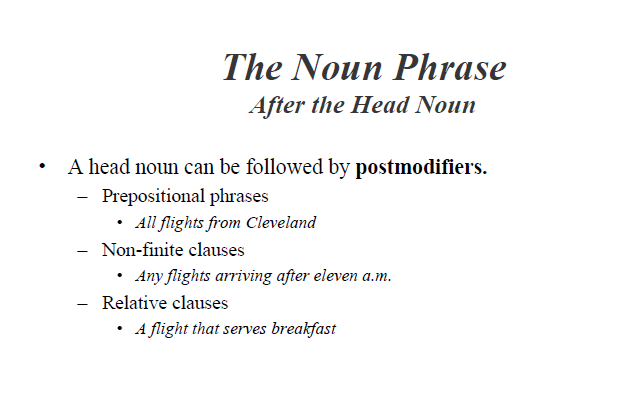 The Noun Phrase
After the Head Noun
• A head noun can be followed by postmodifiers.
– Prepositional phrases
• All flights from Cleveland
– Non-finite clauses
• Any flights arriving after eleven a.m.
– Relative clauses
• A flight that serves breakfast